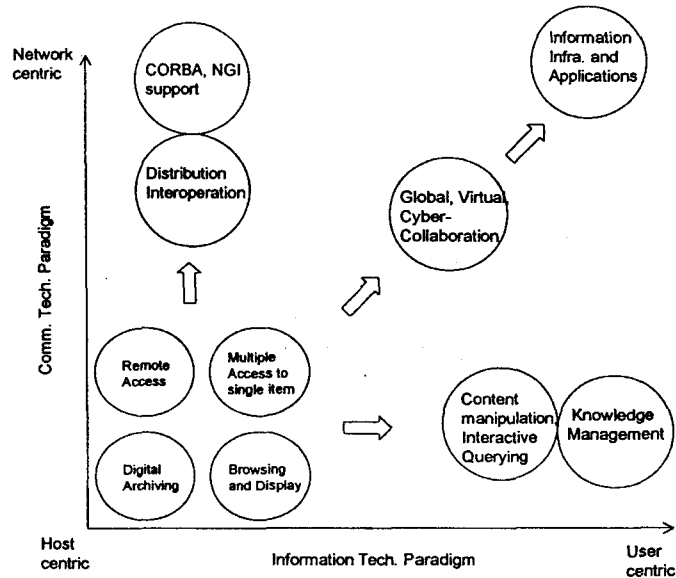 Network
centric
CORBA, NGI
support
Information
Infra. and
Applications
Distribution
Interoperation
Global, Virtual,
Cyber-
Collaboration
Comm. Tech. Paradigm
Remote
Access
Multiple
Access to
single item
Content
manipulation,
Interactive
Querying
Knowledge
Management
Digital
Archiving
Browsing
and Display
Host
centric
Information Tech. Paradigm
User
centric